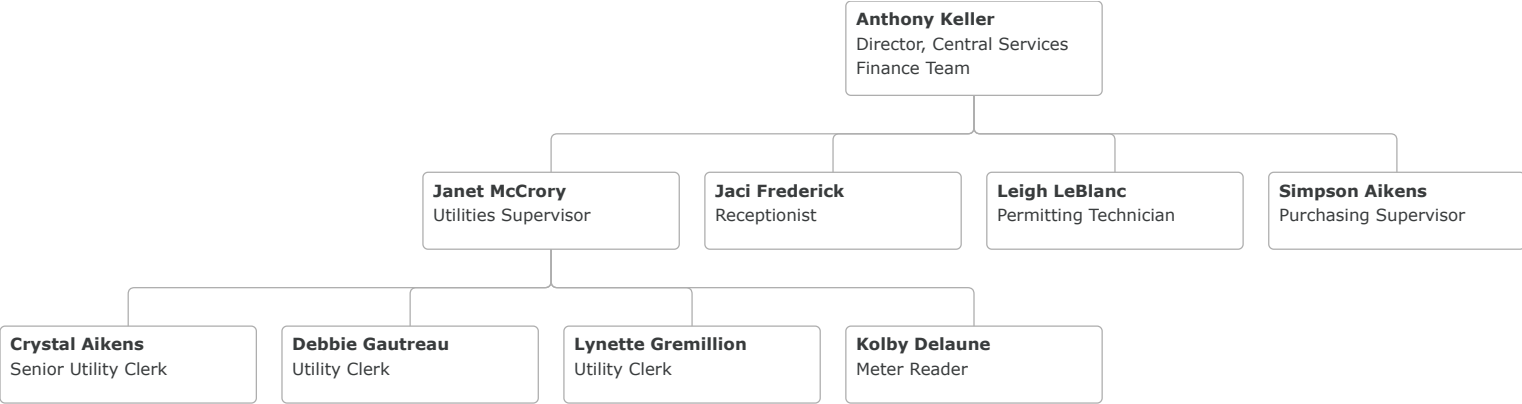 Anthony Keller
Director, Central Services
Finance Team
Janet McCrory
Utilities Supervisor
Jaci Frederick
Receptionist
Leigh LeBlanc
Permitting Technician
Simpson Aikens
Purchasing Supervisor
Crystal Aikens
Senior Utility Clerk
Debbie Gautreau
Utility Clerk
Lynette Gremillion
Utility Clerk
Kolby Delaune
Meter Reader